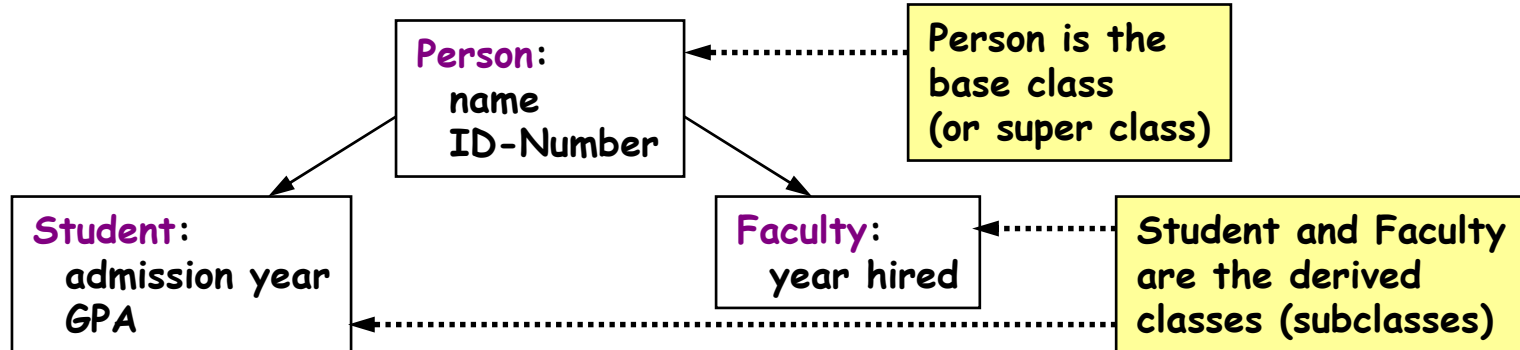 Person:
name
ID-Number
Person is the
base class
(or super class)
Student:
admission year
GPA
Faculty:
year hired
Student and Faculty
are the derived
classes (subclasses)